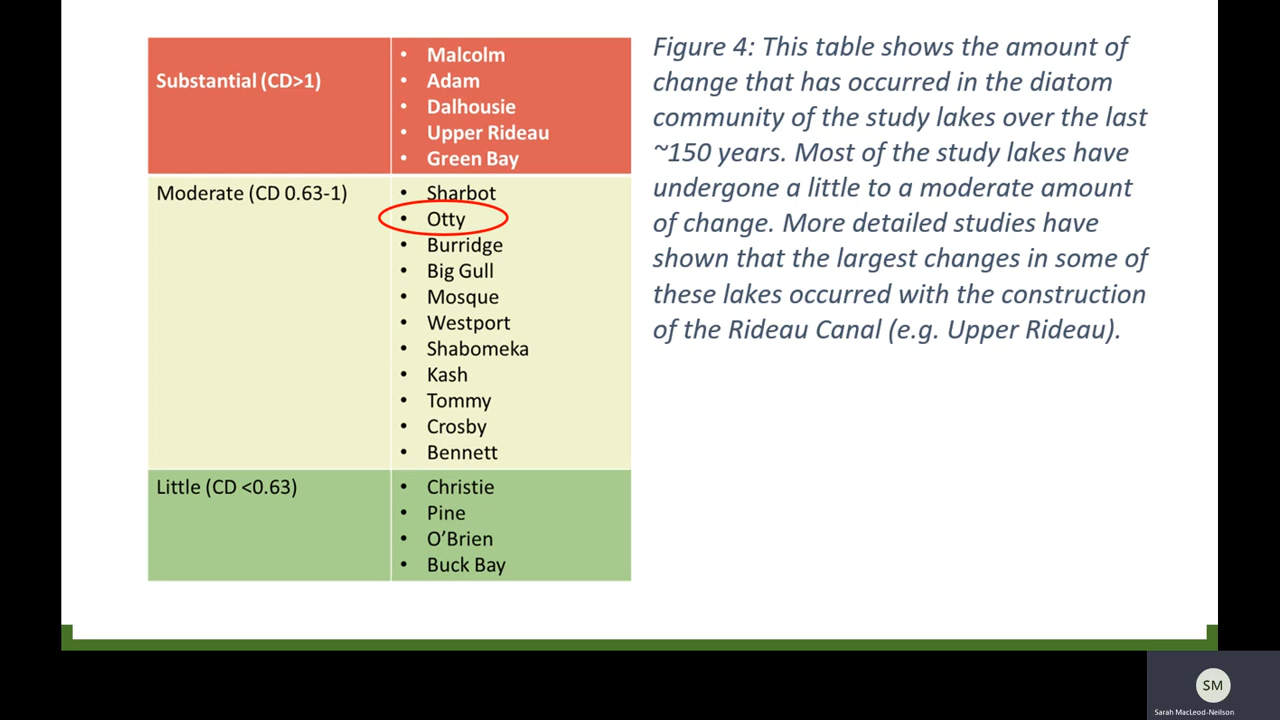 Substantial (CD>1)
• Malcolm
• Adam
• Dalhousie
• Upper Rideau
• Green Bay
Moderate (CD 0.63-1)
• Sharbot
• Otty
• Burridge
• Big Gull
• Mosque
• Westport
• Shabomeka
• Kash
• Tommy
• Crosby
• Bennett
Little (CD <0.63)
• Christie
• Pine
• O’Brien
• Buck Bay
Figure 4: This table shows the amount of
change that has occurred in the diatom
community of the study lakes over the last
~150 years. Most of the study lakes have
undergone a little to a moderate amount
of change. More detailed studies have
shown that the largest changes in some of
these lakes occurred with the construction
of the Rideau Canal (e.g. Upper Rideau).
SM
Sarah MacLeod-Neilson